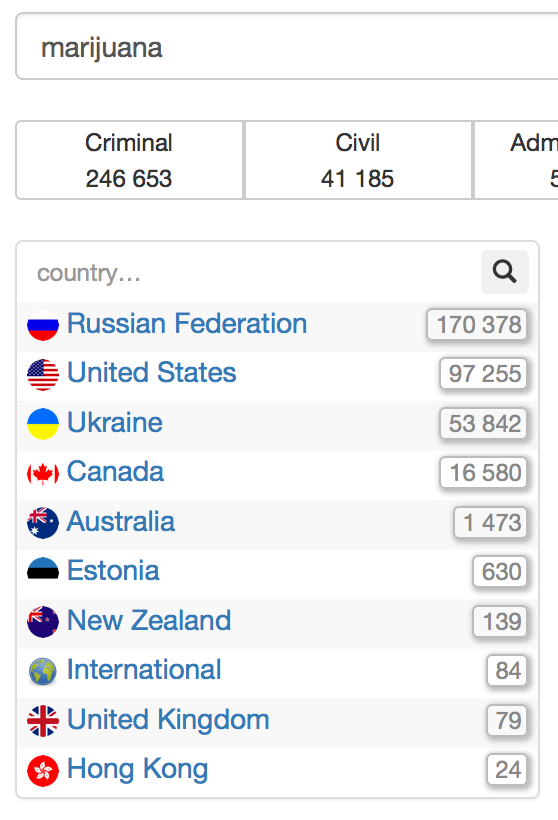 marijuana
Criminal Civil Adm
246 653 41 185 5
country...
Russian Federation 170 378
United States 97 255
Ukraine 53 842
Canada 16 580
Australia 1 473
Estonia 630
New Zealand 139
International 84
United Kingdom 79
Hong Kong 24